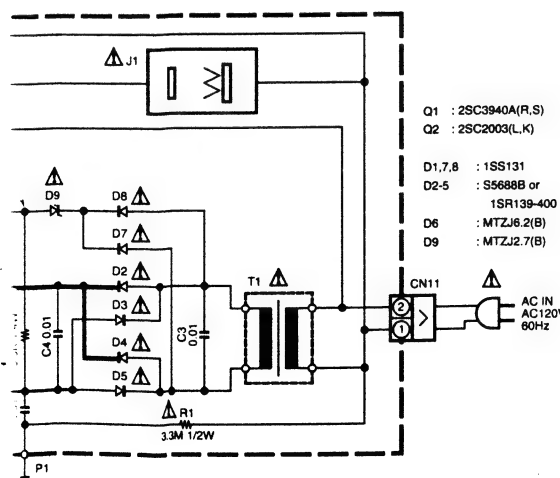 J1
Q1 : 2SC3940A(R,S)
Q2 : 2SC2003(L,K)
D1,7,8 : 1SS131
D2-5 : S5688B or
1SR139-400
D6 : MTZJ6.2(B)
D9 : MTZJ2.7(B)
D9
D8
D7
D2
D3
D4
D5
C4 0.01
C3
0.01
T1
CN11
2
1
AC IN
AC120V
60Hz
R1
3.3M 1/2W
P1